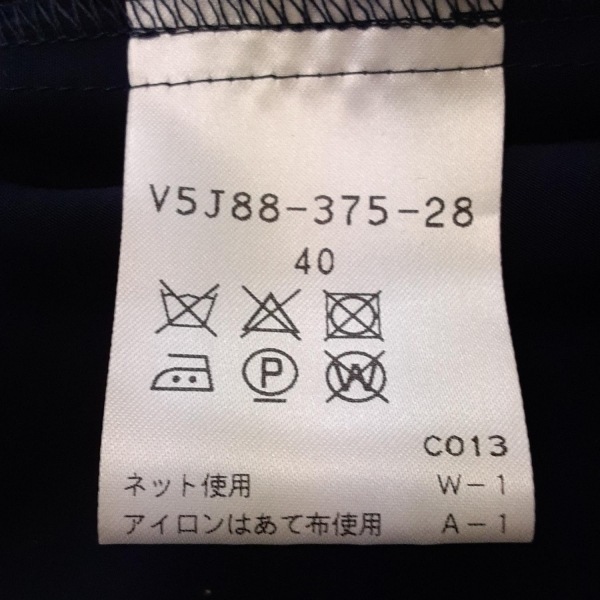 V5J88-375-28
40
P W
C013
ネット使用 W-1
アイロンはあて布使用 A-1